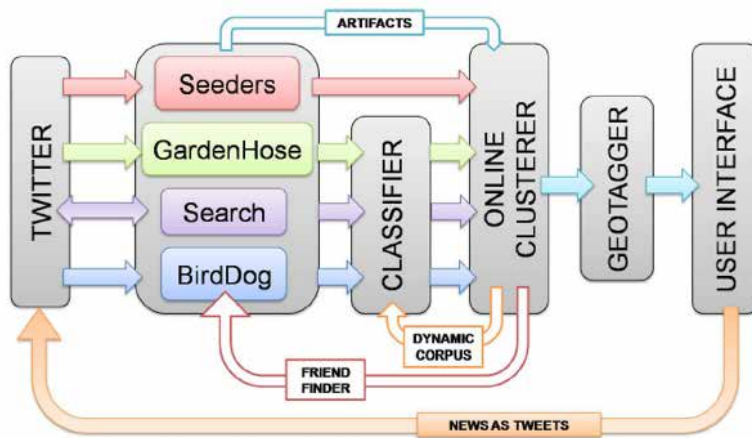 ARTIFACTS
TWITTER
Seeders
GardenHose
Search
BirdDog
CLASSIFIER
ONLINE
CLUSTERER
GEOTAGGER
USER INTERFACE
DYNAMIC
CORPUS
FRIEND
FINDER
NEWS AS TWEETS